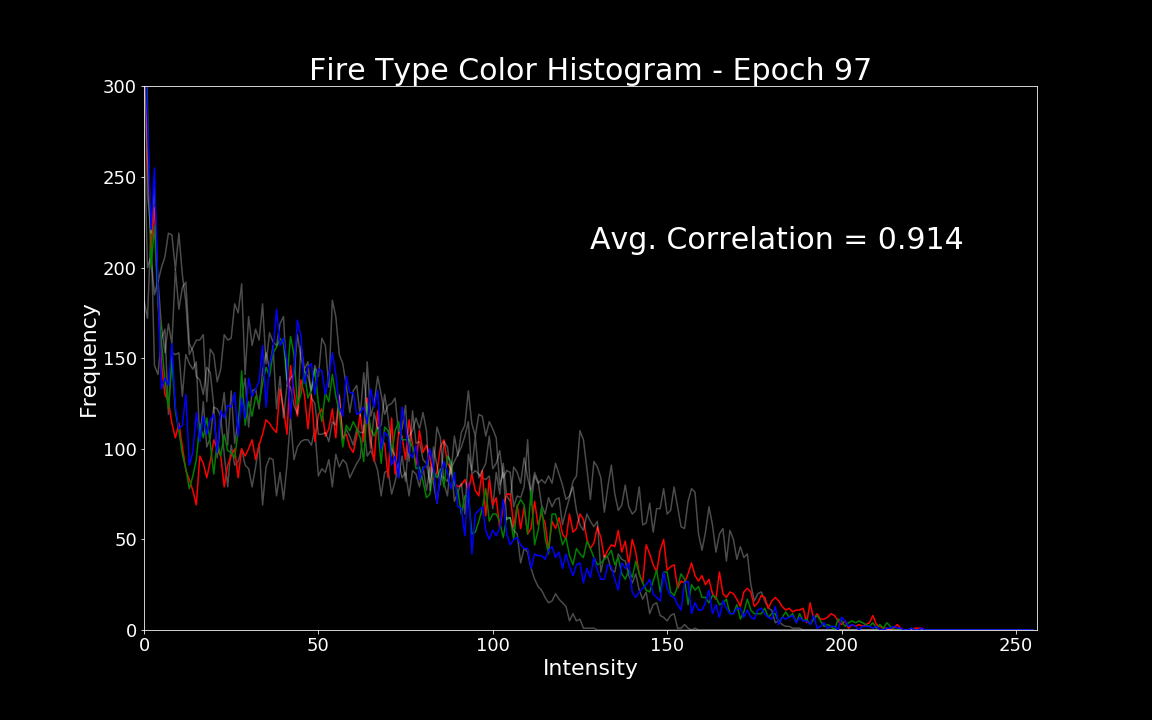 Fire Type Color Histogram - Epoch 97
300
250
200
150
100
50
0
Frequency
Avg. Correlation = 0.914
0 50 100 150 200 250
Intensity